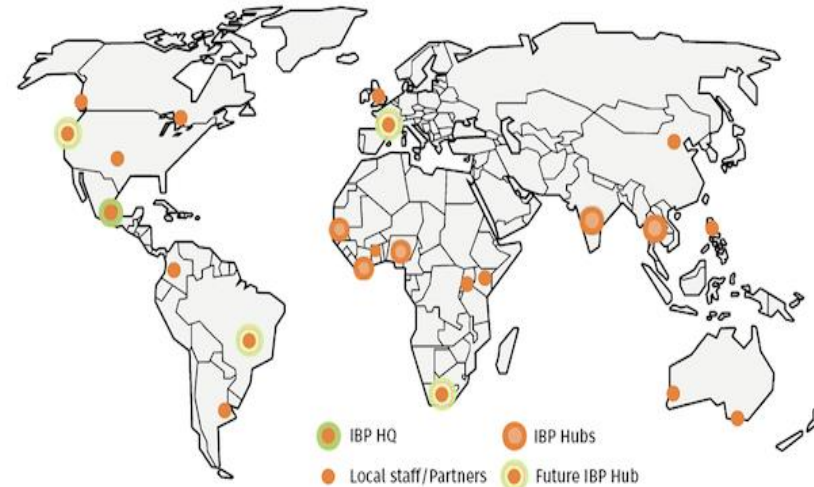 IBP HQ
IBP Hubs
Local staff/Partners
Future IBP Hub